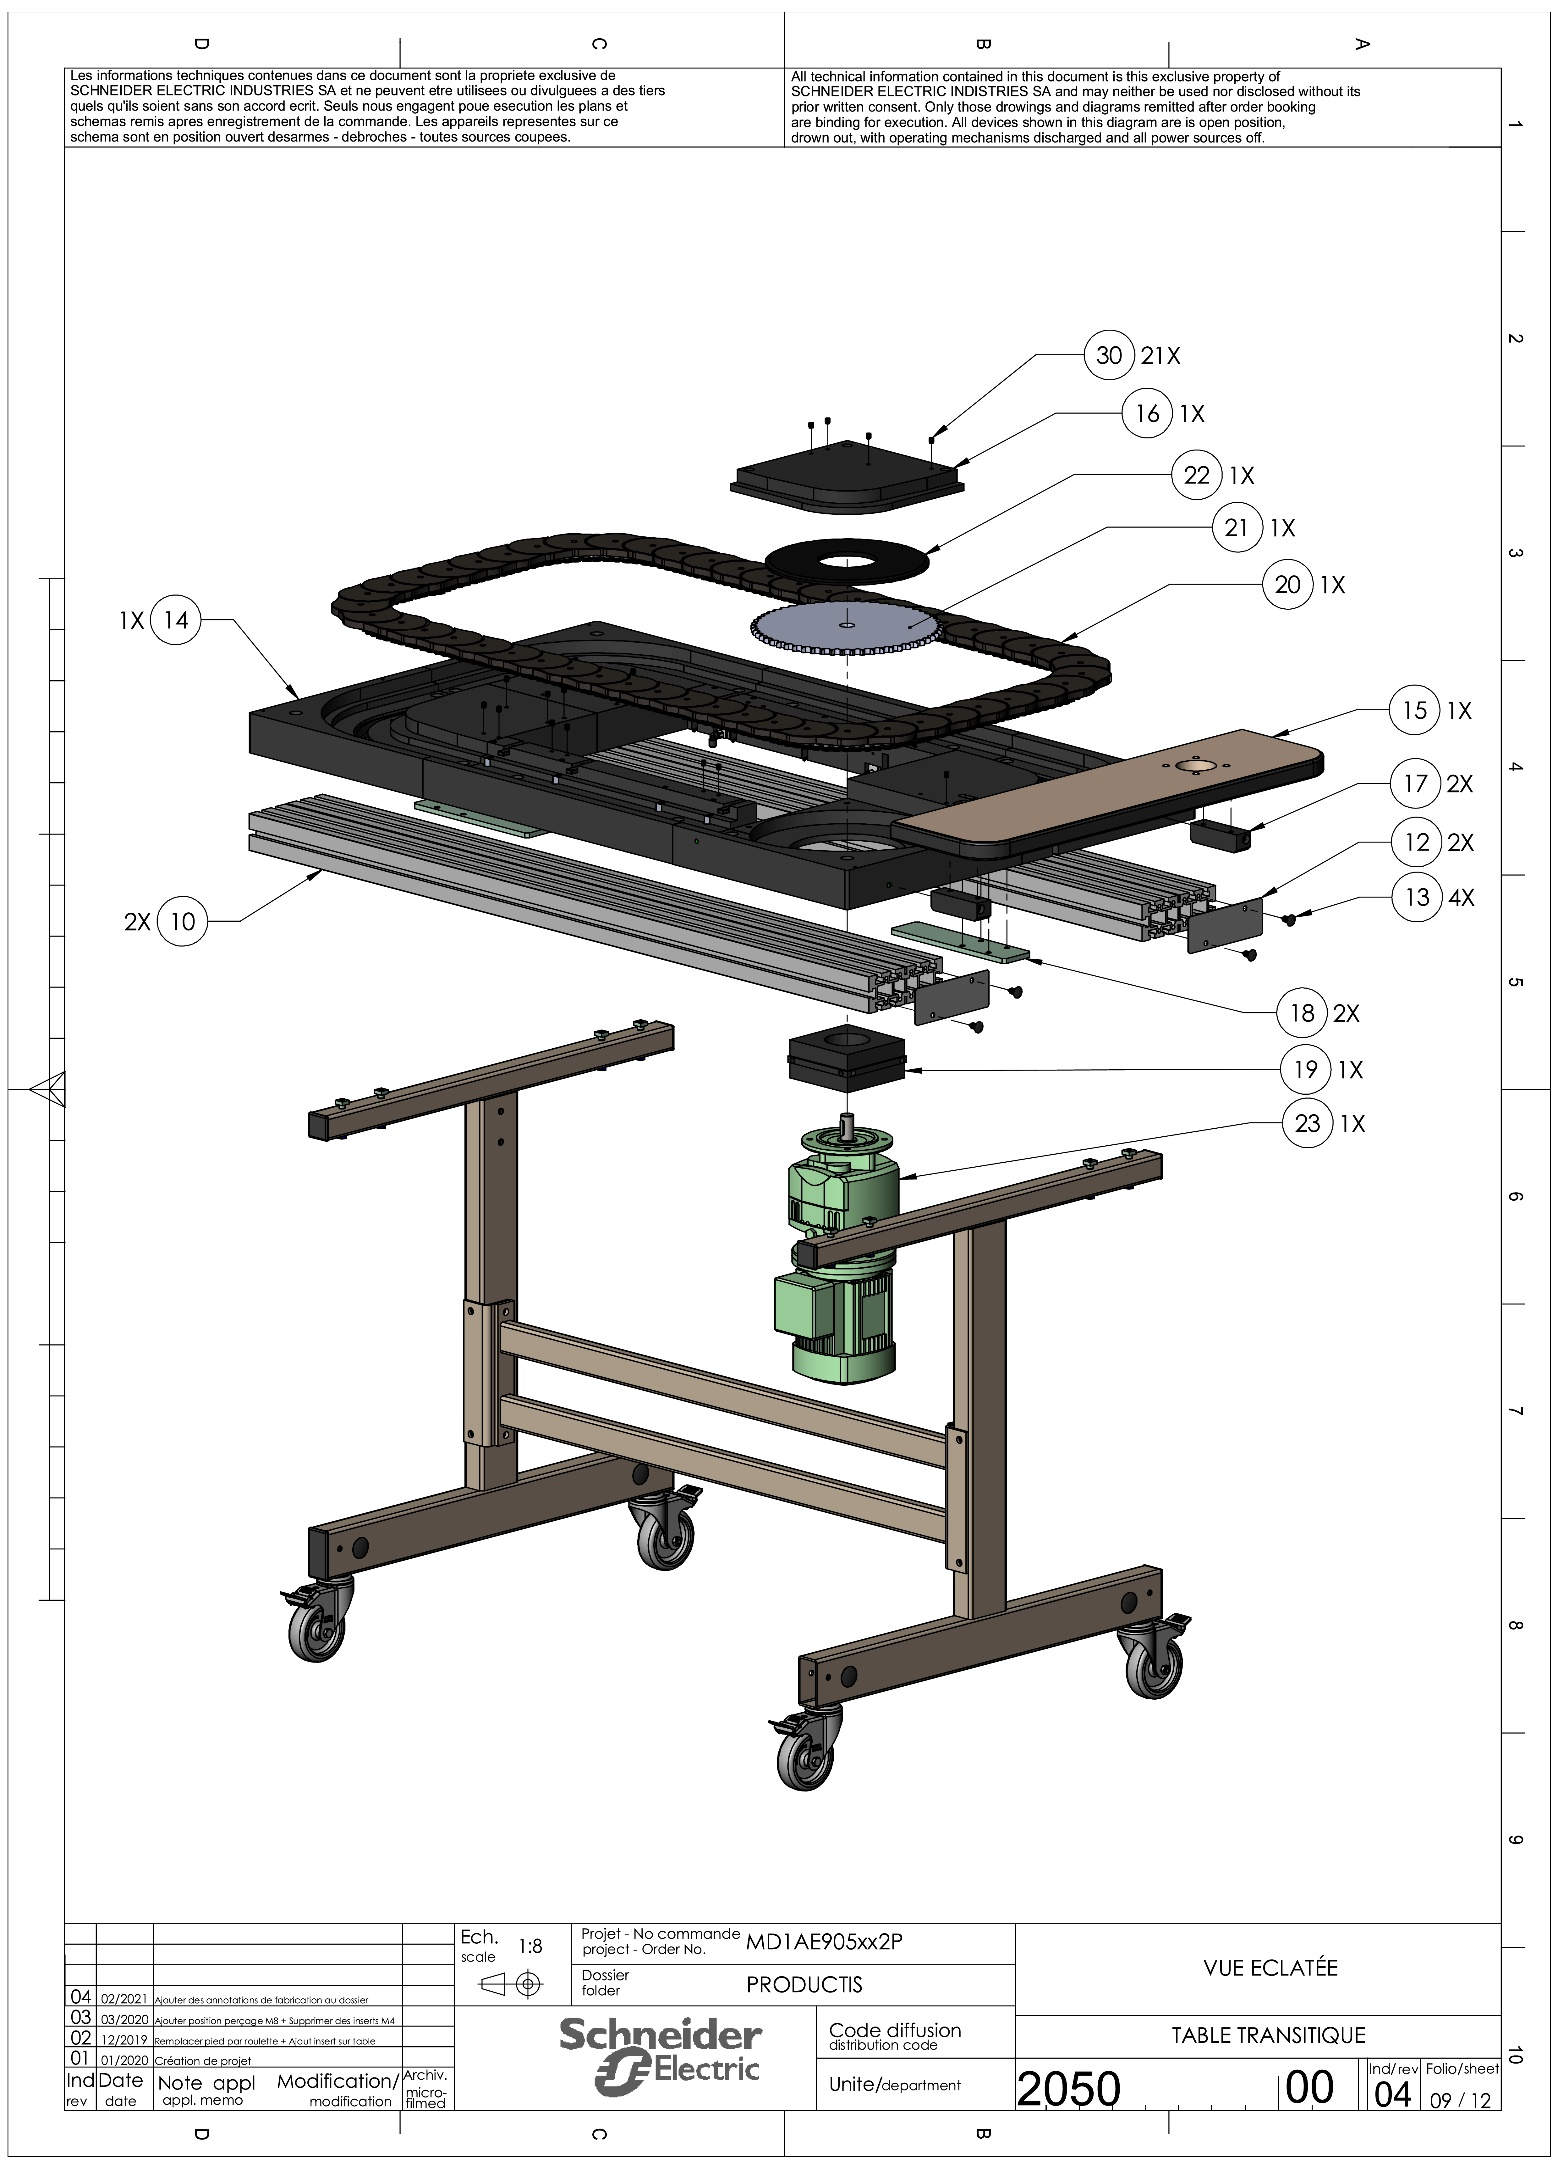 D C B A
Les informations techniques contenues dans ce document sont la propriete exclusive de
SCHNEIDER ELECTRIC INDUSTRIES SA et ne peuvent etre utilisees ou divulguees a des tiers
quels qu'ils soient sans son accord ecrit. Seuls nous engagent poue esecution les plans et
schemas remis apres enregistrement de la commande. Les appareils representes sur ce
schema sont en position ouvert desarmes - debroches - toutes sources coupees.
All technical information contained in this document is this exclusive property of
SCHNEIDER ELECTRIC INDISTRIES SA and may neither be used nor disclosed without its
prior written consent. Only those drowings and diagrams remitted after order booking
are binding for execution. All devices shown in this diagram are is open position,
drown out, with operating mechanisms discharged and all power sources off.
1
2
30 21X
16 1X
22 1X
21 1X
3
20 1X
1X 14
15 1X
4
17 2X
12 2X
13 4X
2X 10
5
18 2X
19 1X
23 1X
6
7
8
9
10
04 02/2021 Ajouter des annotations de fabrication au dossier
03 03/2020 Ajouter position perçage M8 + Supprimer des inserts M4
02 12/2019 Remplacer pied par roulette + Ajout insert sur table
01 01/2020 Création de projet
Ind Date Note appl Modification/ Archiv.
rev date appl. memo modification micro-
filmed
Ech. 1:8
scale
Projet - No commande MD1AE905xx2P
project - Order No.
Dossier PRODUCTIS
folder
Schneider
Electric
Code diffusion
distribution code
Unite/department
VUE ECLATÉE
TABLE TRANSITIQUE
2050 00
Ind/rev
04
Folio/sheet
09 / 12
D C B